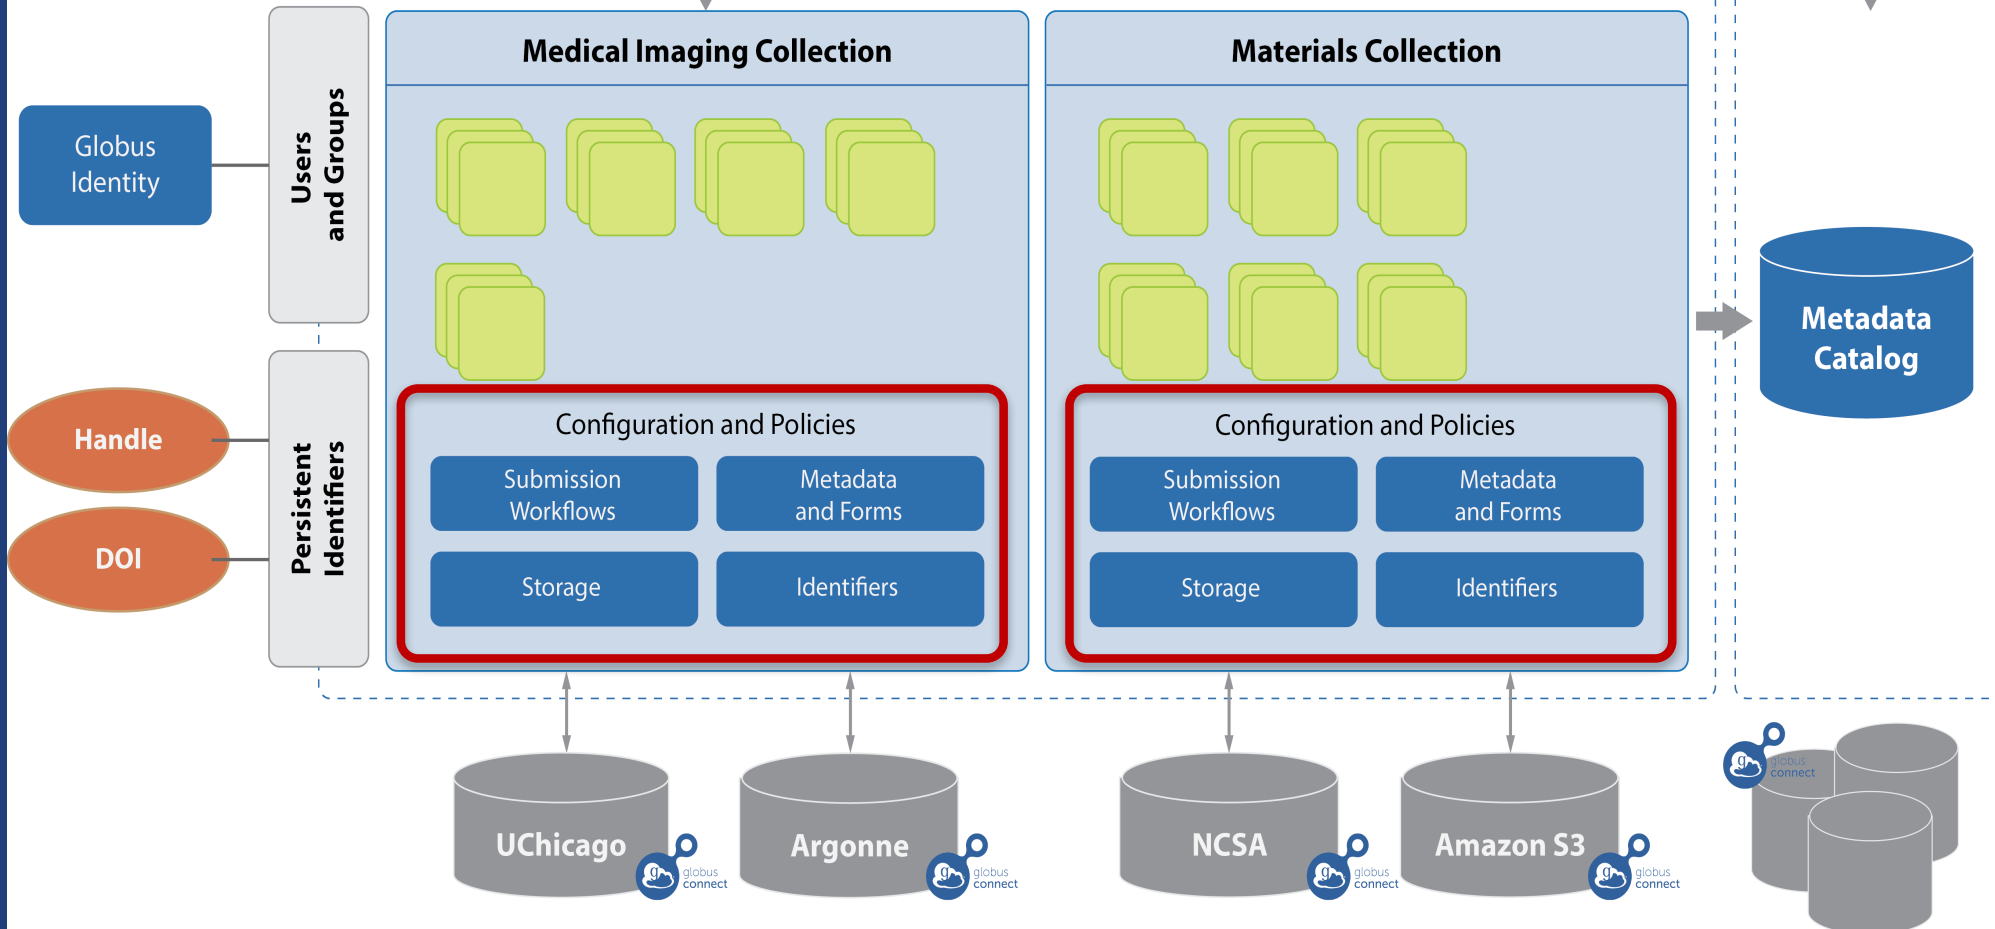 Medical Imaging Collection
Materials Collection
Globus
Identity
Users
and Groups
Metadata
Catalog
Handle
DOI
Persistent
Identifiers
Configuration and Policies
Submission
Workflows
Metadata
and Forms
Storage
Identifiers
Configuration and Policies
Submission
Workflows
Metadata
and Forms
Storage
Identifiers
UChicago
g
globus
connect
Argonne
g
globus
connect
NCSA
g
globus
connect
Amazon S3
g
globus
connect
g
globus
connect